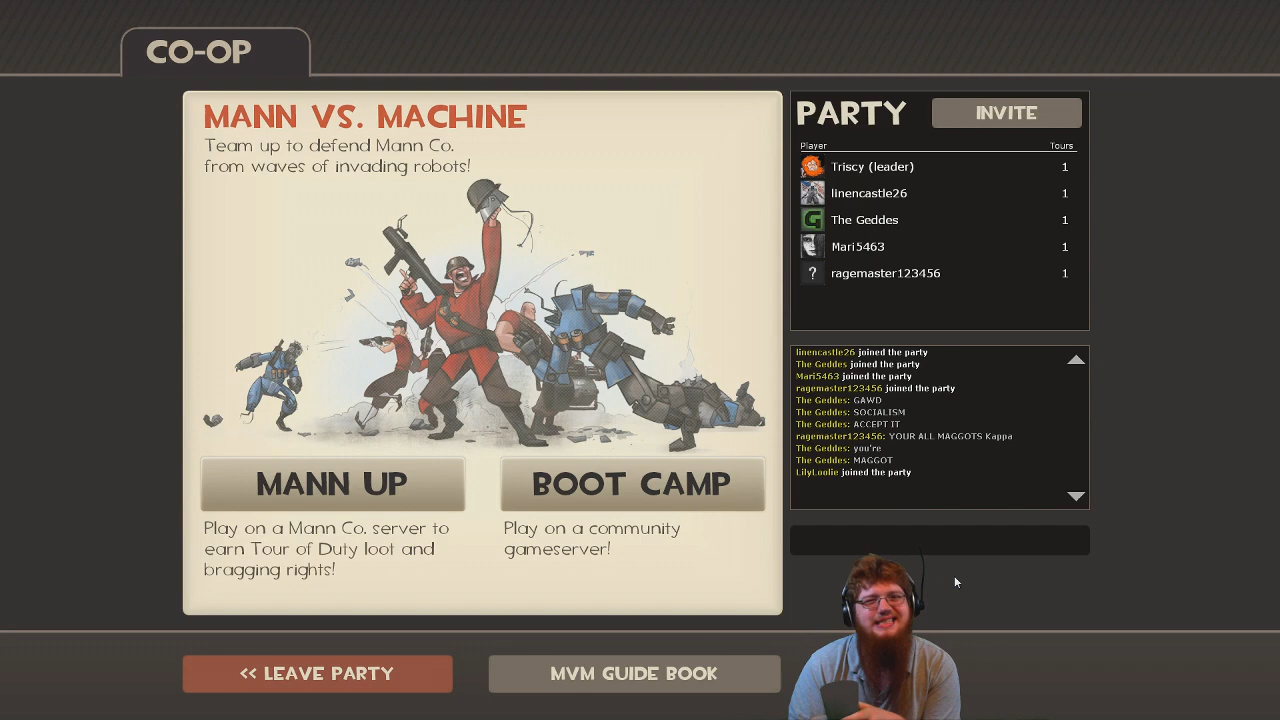 CO-OP
MANN VS. MACHINE
Team up to defend Mann Co.
from waves of invading robots!
MANN UP
Play on a Mann Co. server to
earn Tour of Duty loot and
bragging rights!
BOOT CAMP
Play on a community
gameserver!
PARTY
INVITE
Player Tours
Triscy (leader) 1
linencastle26 1
G The Geddes 1
Mari5463 1
? ragemaster123456 1
linencastle26 joined the party
The Geddes joined the party
Mari5463 joined the party
ragemaster123456 joined the party
The Geddes: GAWD
The Geddes: SOCIALISM
The Geddes: ACCEPT IT
ragemaster123456: YOUR ALL MAGGOTS Kappa
The Geddes: you're
The Geddes: MAGGOT
LilyLoolie joined the party
<< LEAVE PARTY
MVM GUIDE BOOK